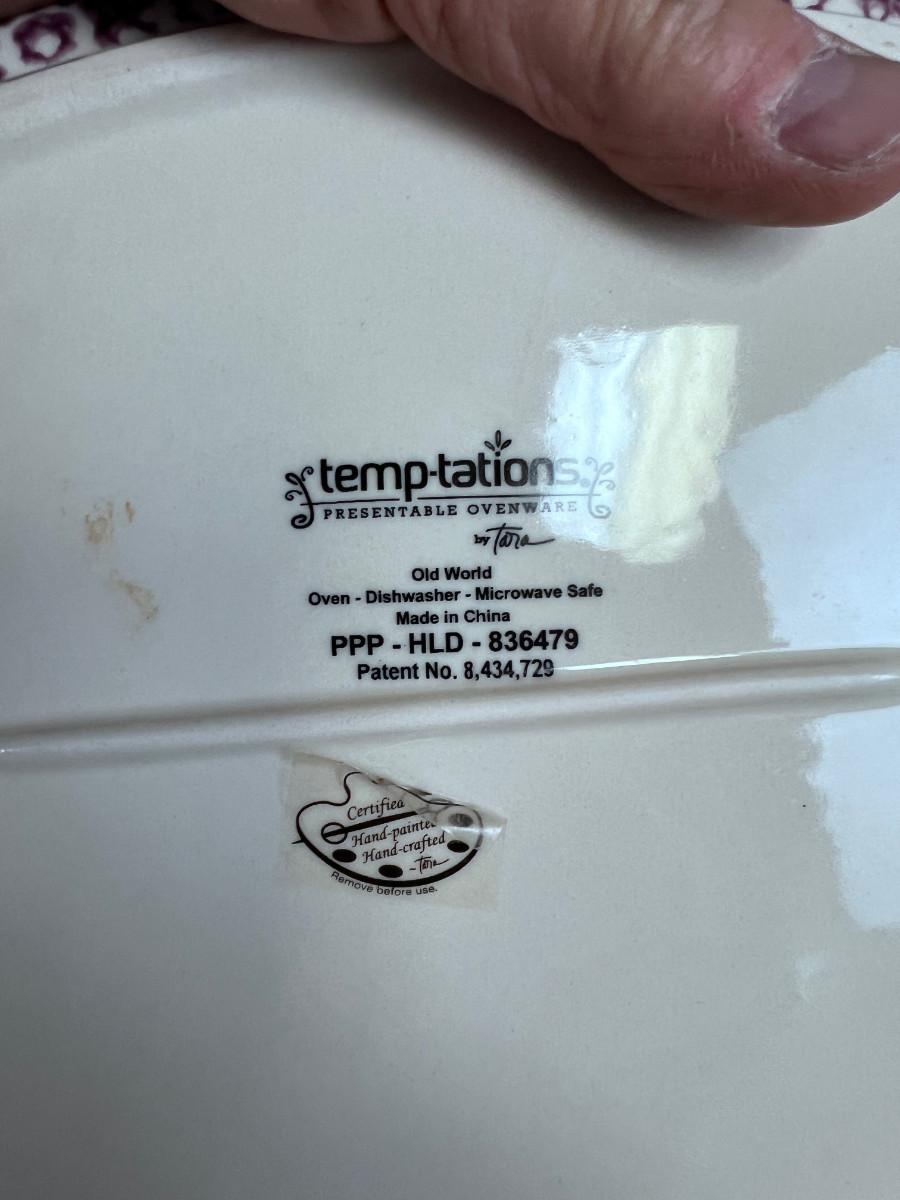 temp-tations.
PRESENTABLE OVENWARE
by Tara
Old World
Oven - Dishwasher - Microwave Safe
Made in China
PPP - HLD - 836479
Patent No. 8,434,729
Certified
Hand-painted
Hand-crafted
~Tara
Remove before use.